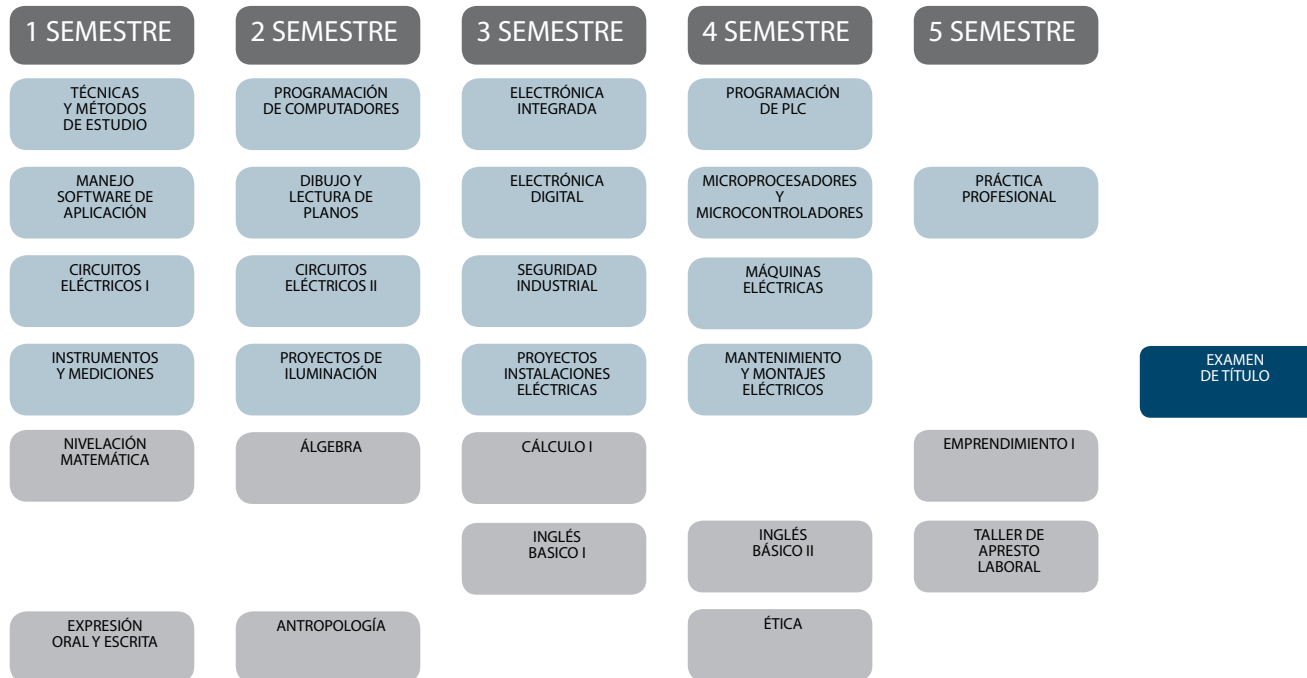 1 SEMESTRE
2 SEMESTRE
3 SEMESTRE
4 SEMESTRE
5 SEMESTRE
TÉCNICAS
Y MÉTODOS
DE ESTUDIO
PROGRAMACIÓN
DE COMPUTADORES
ELECTRÓNICA
INTEGRADA
PROGRAMACIÓN
DE PLC
MANEJO
SOFTWARE DE
APLICACIÓN
DIBUJO Y
LECTURA DE
PLANOS
ELECTRÓNICA
DIGITAL
MICROPROCESADORES
Y
MICROCONTROLADORES
PRÁCTICA
PROFESIONAL
CIRCUITOS
ELÉCTRICOS I
CIRCUITOS
ELÉCTRICOS II
SEGURIDAD
INDUSTRIAL
MÁQUINAS
ELÉCTRICAS
INSTRUMENTOS
Y MEDICIONES
PROYECTOS DE
ILUMINACIÓN
PROYECTOS
INSTALACIONES
ELÉCTRICAS
MANTENIMIENTO
Y MONTAJES
ELÉCTRICOS
EXAMEN
DE TÍTULO
NIVELACIÓN
MATEMÁTICA
ÁLGEBRA
CÁLCULO I
EMPRENDIMIENTO I
INGLÉS
BASICO I
INGLÉS
BÁSICO II
TALLER DE
APRESTO
LABORAL
EXPRESIÓN
ORAL Y ESCRITA
ANTROPOLOGÍA
ÉTICA